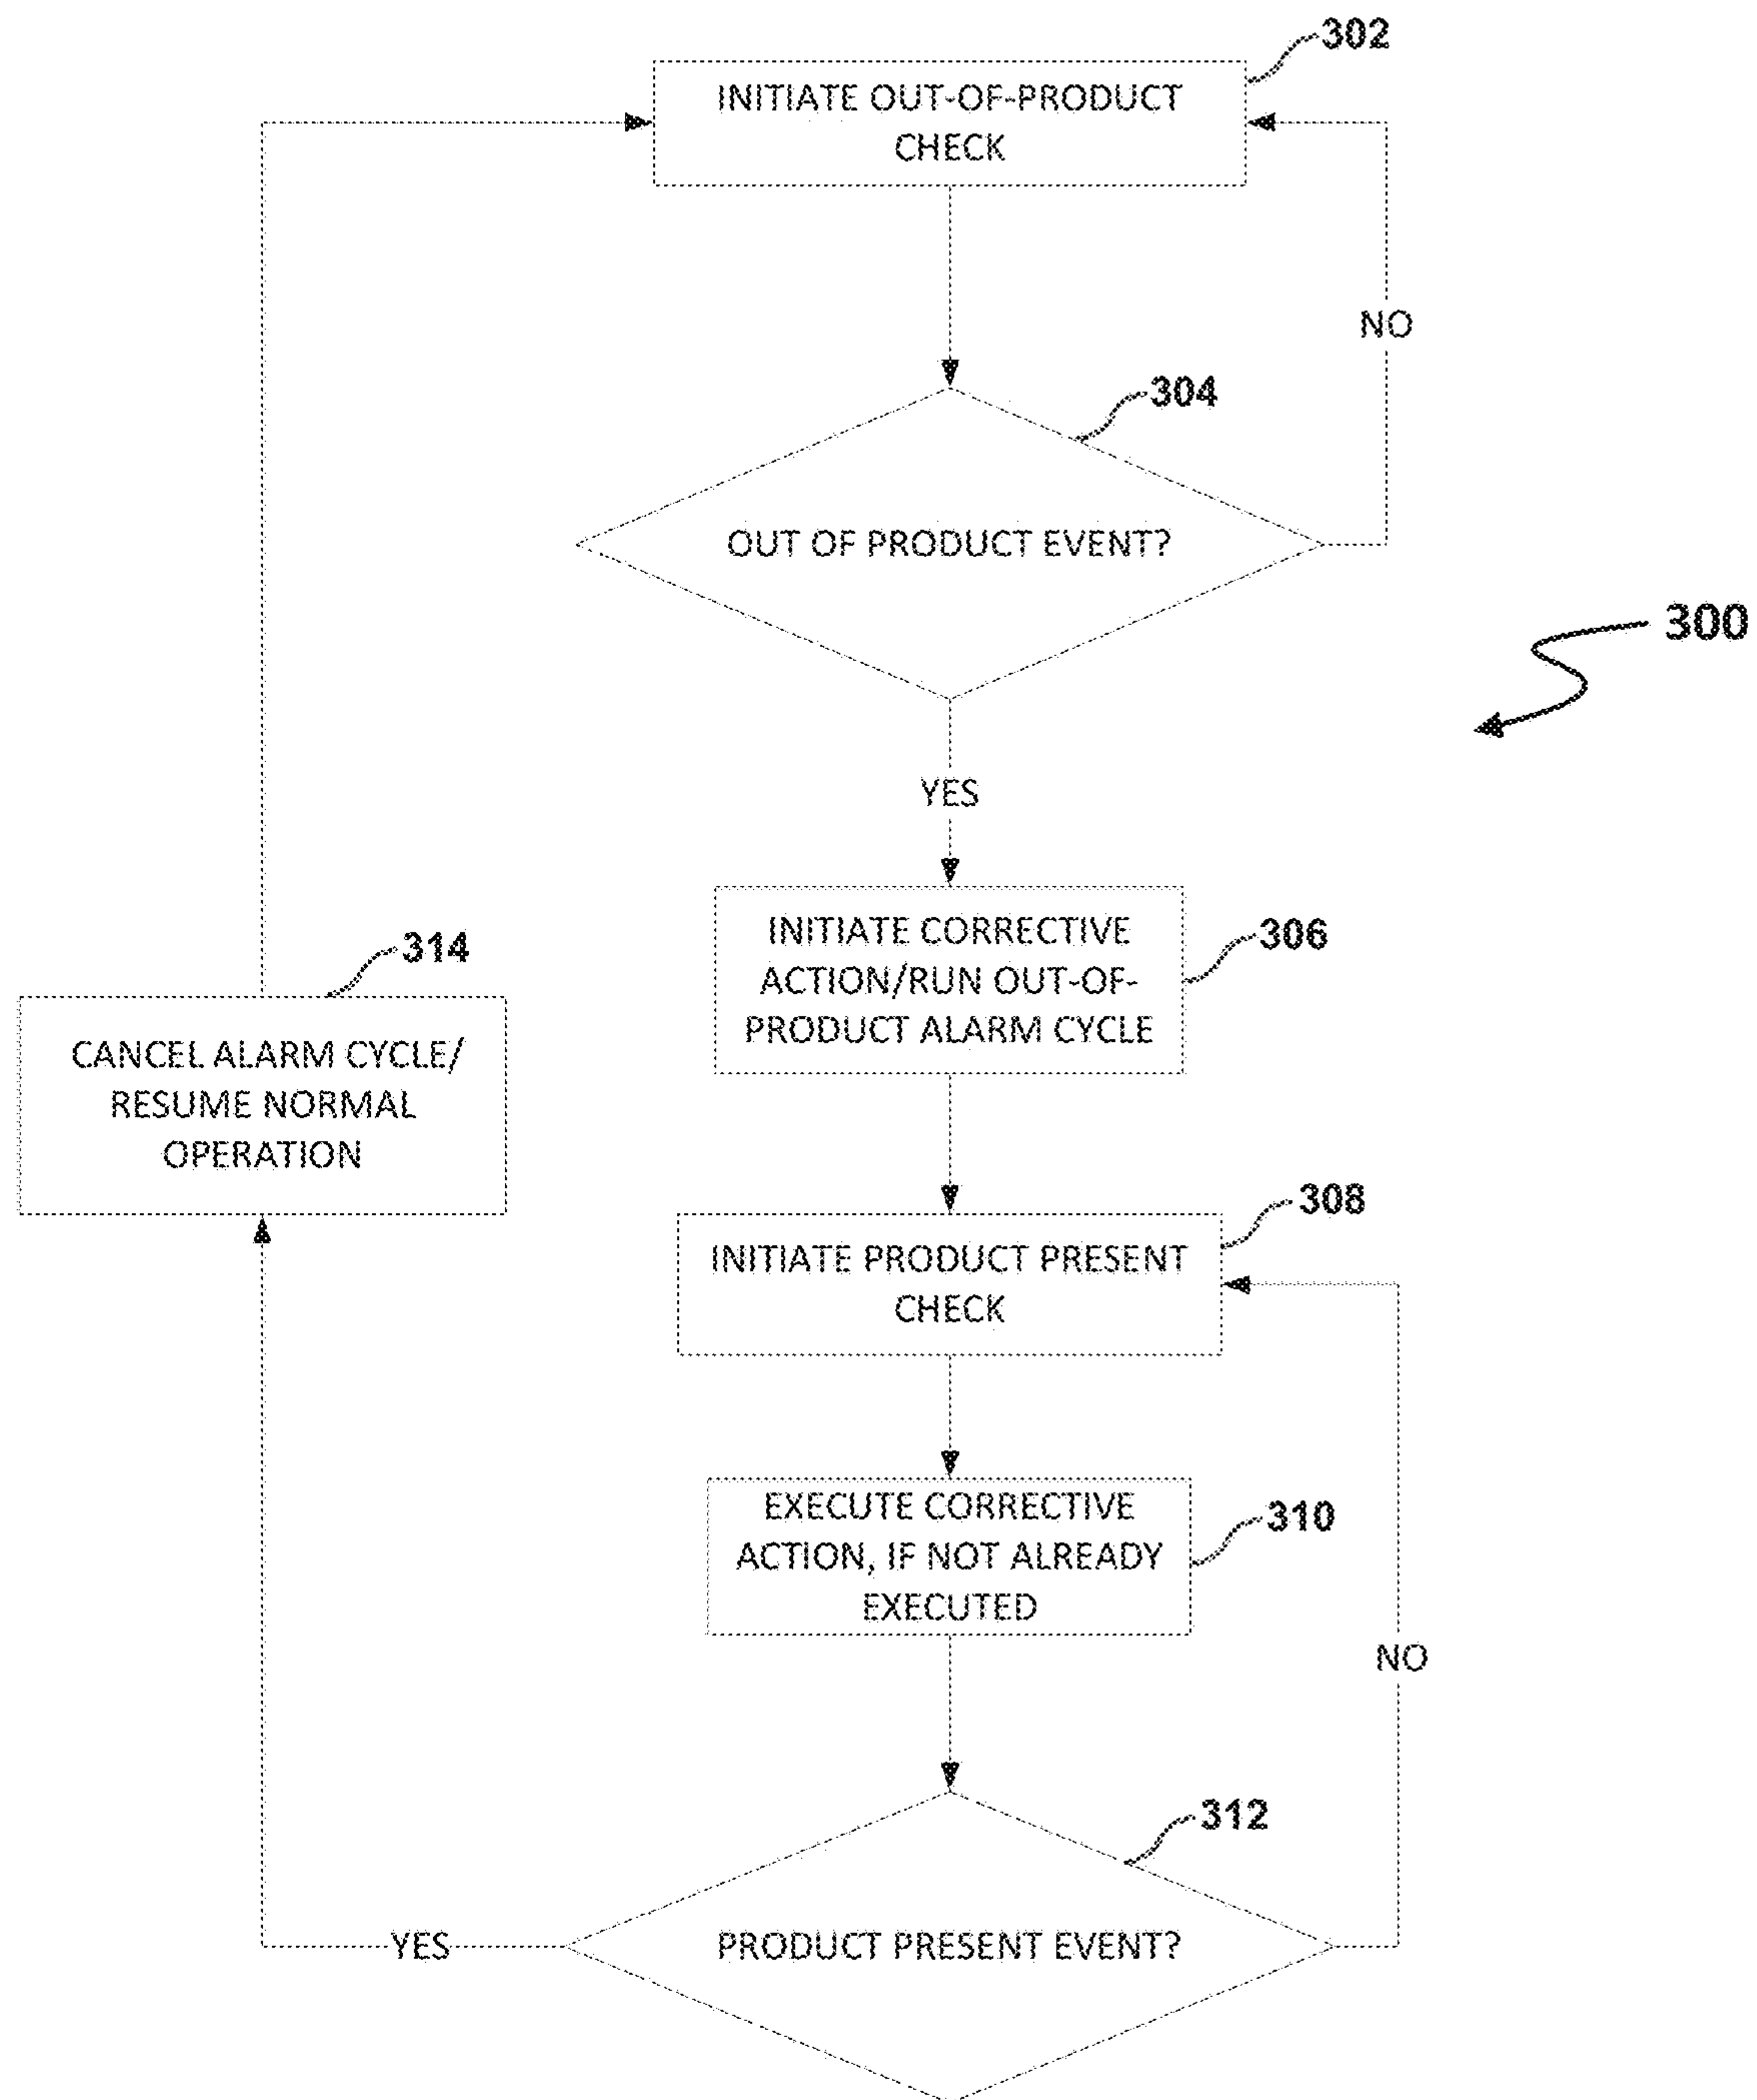 302
INITIATE OUT-OF-PRODUCT
CHECK
NO
304
OUT OF PRODUCT EVENT?
300
YES
306
INITIATE CORRECTIVE
ACTION/RUN OUT-OF-
PRODUCT ALARM CYCLE
314
CANCEL ALARM CYCLE/
RESUME NORMAL
OPERATION
308
INITIATE PRODUCT PRESENT
CHECK
310
EXECUTE CORRECTIVE
ACTION, IF NOT ALREADY
EXECUTED
NO
312
PRODUCT PRESENT EVENT?
YES